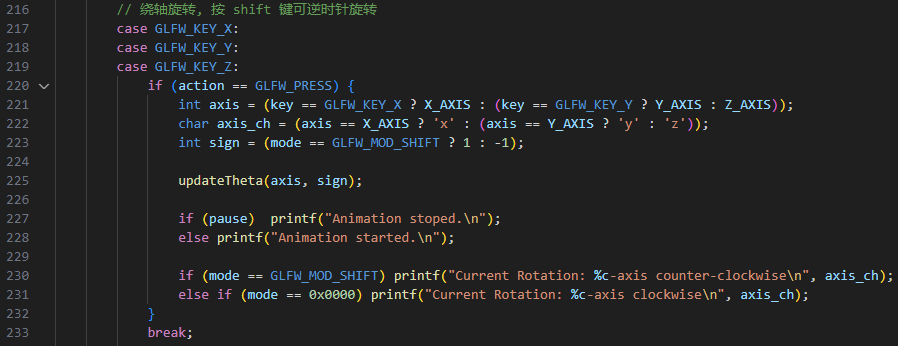 216 // 绕轴旋转, 按 shift 键可逆时针旋转
217 case GLFW_KEY_X:
218 case GLFW_KEY_Y:
219 case GLFW_KEY_Z:
220 if (action == GLFW_PRESS) {
221 int axis = (key == GLFW_KEY_X ? X_AXIS : (key == GLFW_KEY_Y ? Y_AXIS : Z_AXIS));
222 char axis_ch = (axis == X_AXIS ? 'x' : (axis == Y_AXIS ? 'y' : 'z'));
223 int sign = (mode == GLFW_MOD_SHIFT ? 1 : -1);
224
225 updateTheta(axis, sign);
226
227 if (pause)  printf("Animation stoped.\n");
228 else printf("Animation started.\n");
229
230 if (mode == GLFW_MOD_SHIFT) printf("Current Rotation: %c-axis counter-clockwise\n", axis_ch);
231 else if (mode == 0x0000) printf("Current Rotation: %c-axis clockwise\n", axis_ch);
232 }
233 break;